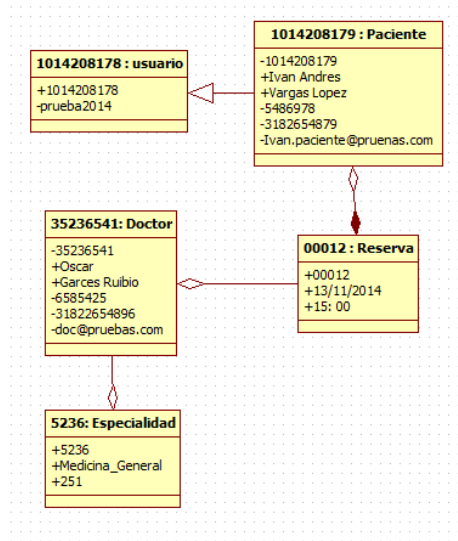 1014208179 : Paciente
-1014208179
+Ivan Andres
+Vargas Lopez
-5486978
-3182654879
-Ivan.paciente@pruenas.com
1014208178 : usuario
+1014208178
-prueba2014
35236541: Doctor
-35236541
+Oscar
+Garces Ruibio
-6585425
-31822654896
-doc@pruebas.com
00012 : Reserva
+00012
+13/11/2014
+15: 00
5236: Especialidad
+5236
+Medicina_General
+251